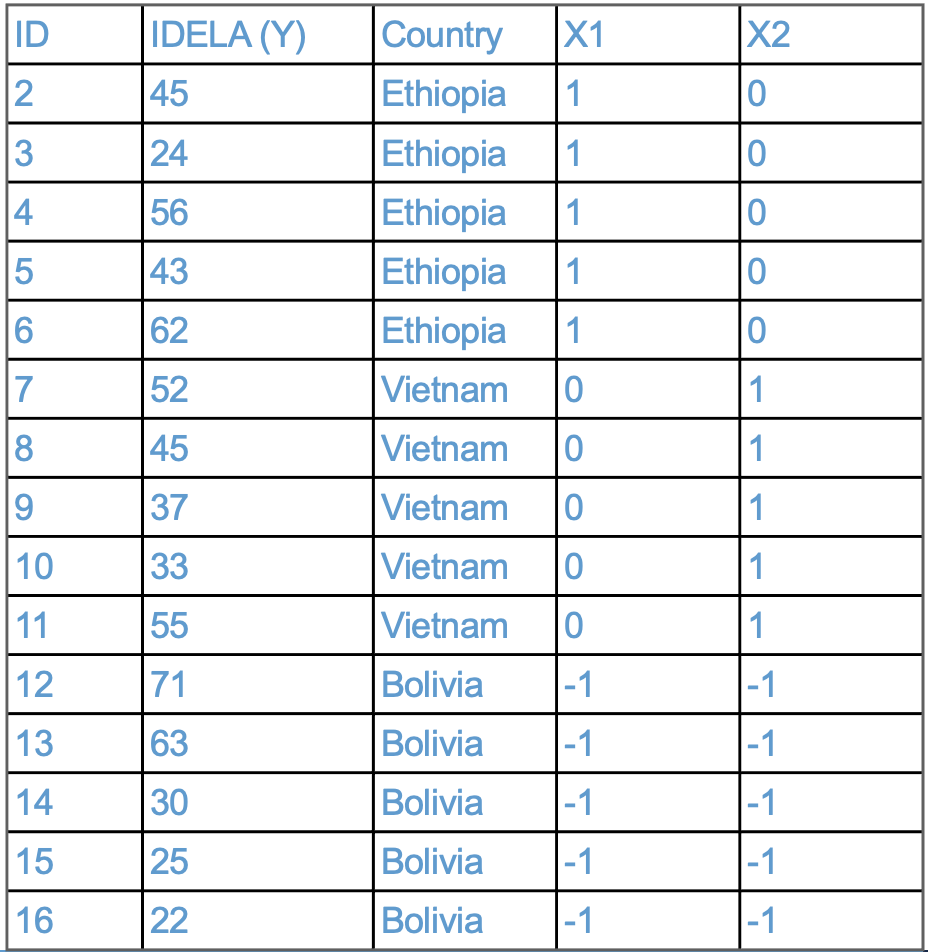 ID IDELA (Y) Country X1 X2
2 45 Ethiopia 1 0
3 24 Ethiopia 1 0
4 56 Ethiopia 1 0
5 43 Ethiopia 1 0
6 62 Ethiopia 1 0
7 52 Vietnam 0 1
8 45 Vietnam 0 1
9 37 Vietnam 0 1
10 33 Vietnam 0 1
11 55 Vietnam 0 1
12 71 Bolivia -1 -1
13 63 Bolivia -1 -1
14 30 Bolivia -1 -1
15 25 Bolivia -1 -1
16 22 Bolivia -1 -1